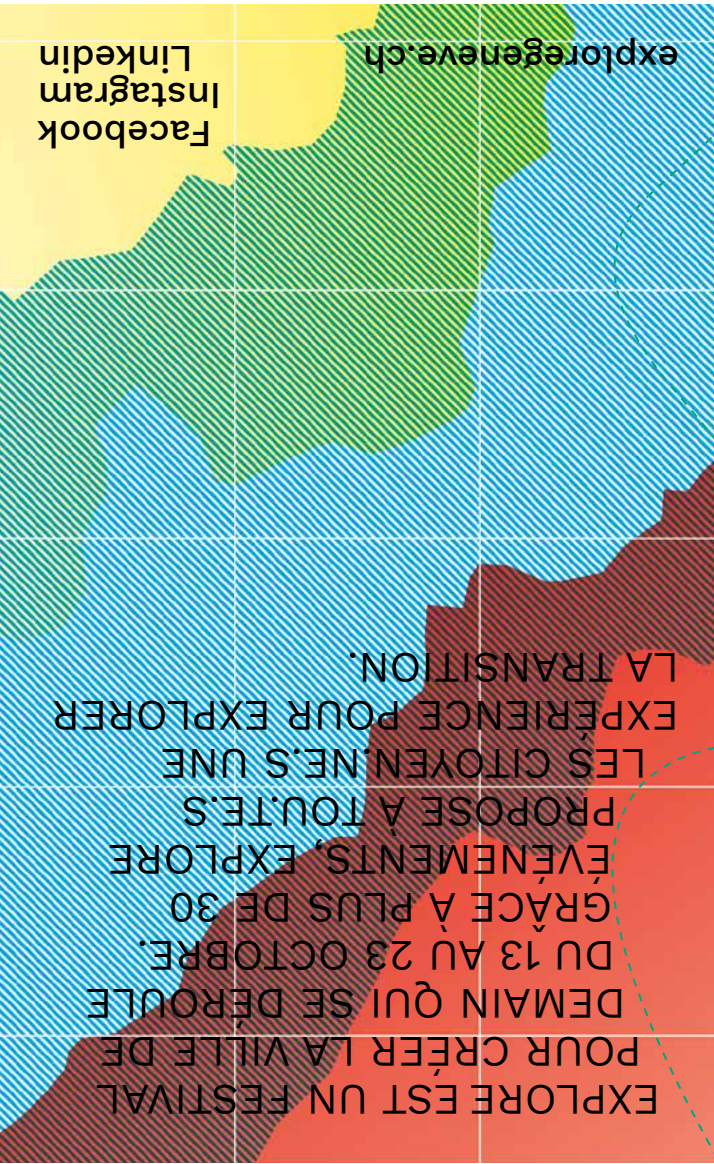 EXPLORE EST UN FESTIVAL
POUR CRÉER LA VILLE DE
DEMAIN QUI SE DÉROULE
DU 13 AU 23 OCTOBRE.
GRÂCE À PLUS DE 30
ÉVÉNEMENTS, EXPLORE
PROPOSE À TOU.TE.S
LES CITOYEN.NE.S UNE
EXPÉRIENCE POUR EXPLORER
LA TRANSITION.
exploregeneve.ch
Facebook
Instagram
Linkedin